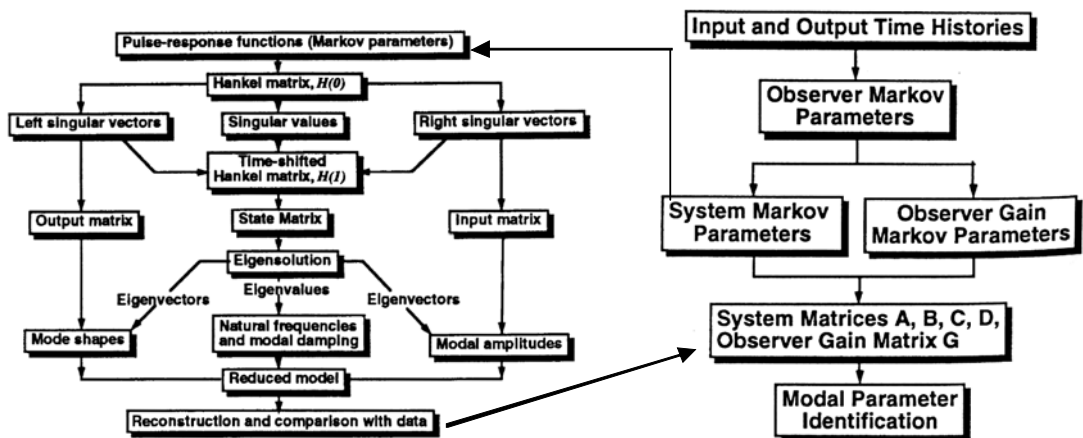 Pulse-response functions (Markov parameters)
Hankel matrix, H(0)
Left singular vectors
Singular values
Right singular vectors
Time-shifted
Hankel matrix, H(1)
Output matrix
State Matrix
Input matrix
Eigensolution
Eigenvectors
Eigenvalues
Eigenvectors
Mode shapes
Natural frequencies
and modal damping
Modal amplitudes
Reduced model
Reconstruction and comparison with data
Input and Output Time Histories
Observer Markov
Parameters
System Markov
Parameters
Observer Gain
Markov Parameters
System Matrices A, B, C, D,
Observer Gain Matrix G
Modal Parameter
Identification